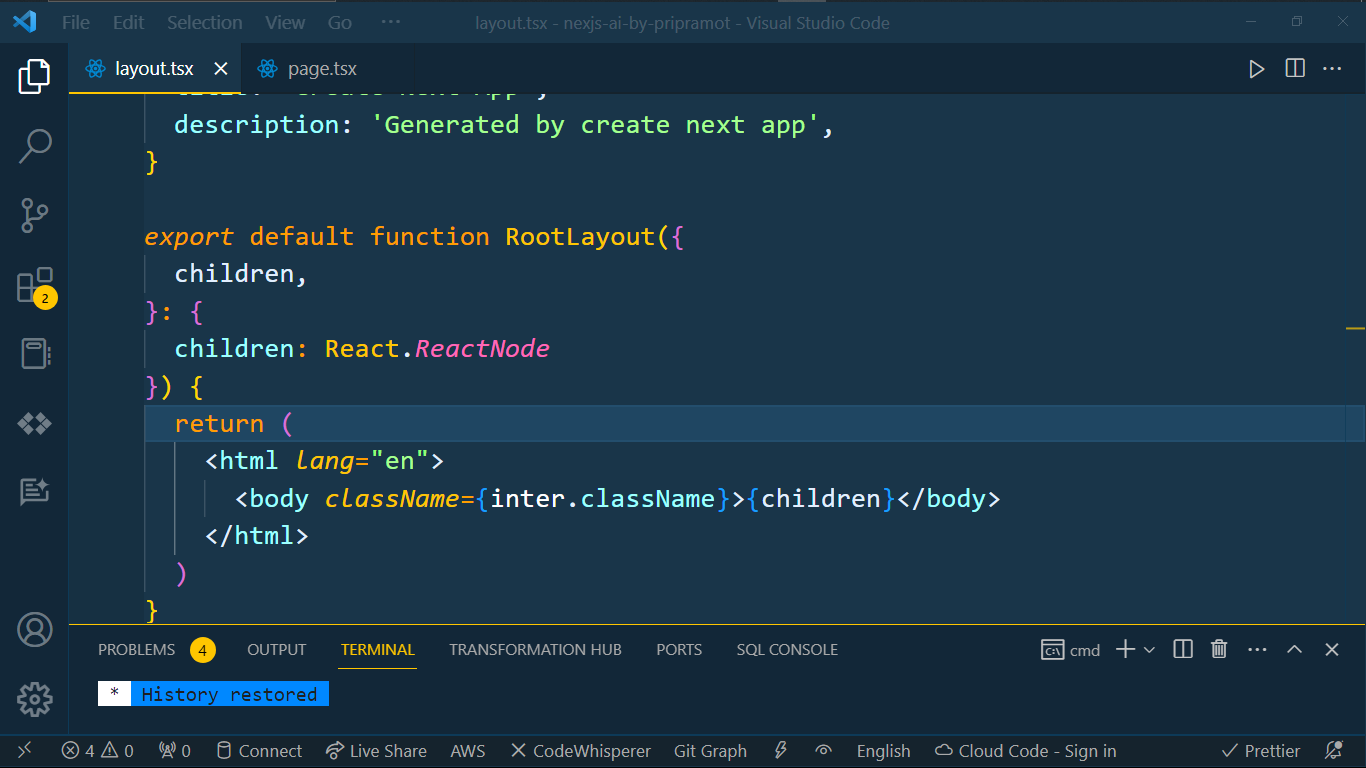 File Edit Selection View Go ··· layout.tsx - nexjs-ai-by-pripramot - Visual Studio Code
layout.tsx page.tsx
description: 'Generated by create next app',
}
export default function RootLayout({
children,
}: {
children: React.ReactNode
}) {
return (
<html lang="en">
<body className={inter.className}>{children}</body>
</html>
)
}
2
PROBLEMS 4 OUTPUT TERMINAL TRANSFORMATION HUB PORTS SQL CONSOLE cmd
* History restored
4 0 0 Connect Live Share AWS CodeWhisperer Git Graph English Cloud Code - Sign in Prettier